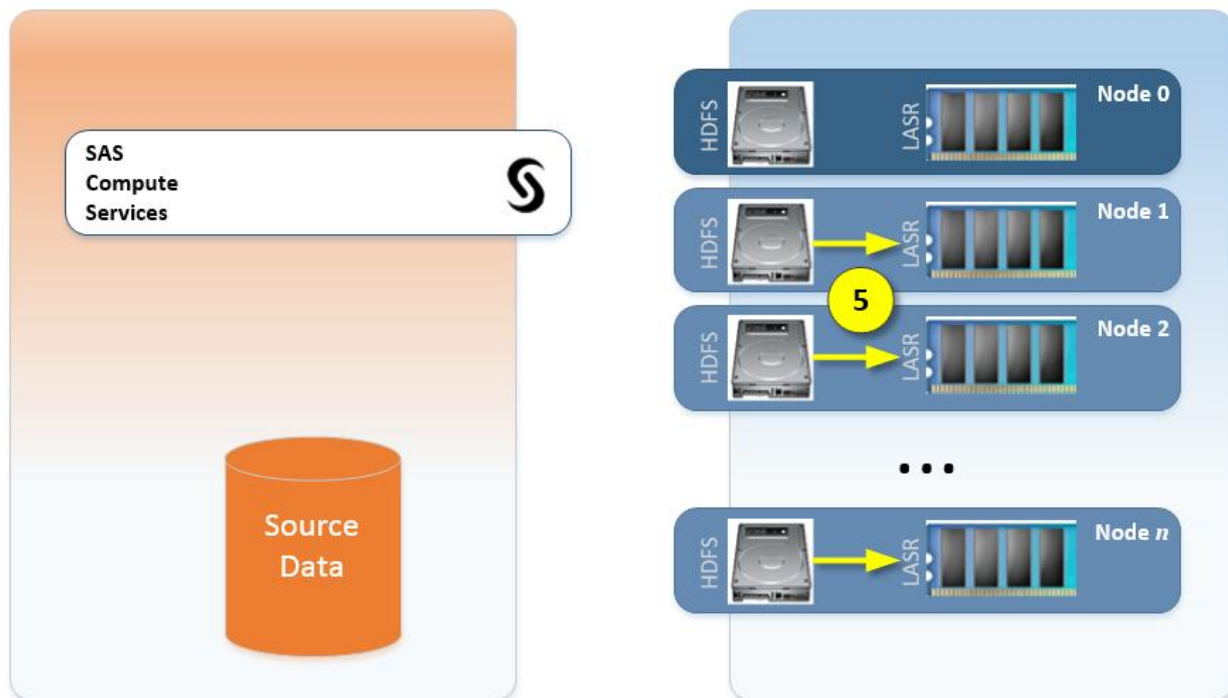 SAS
Compute
Services
Source
Data
HDFS
LASR
Node 0
HDFS
LASR
Node 1
5
HDFS
LASR
Node 2
...
HDFS
LASR
Node n